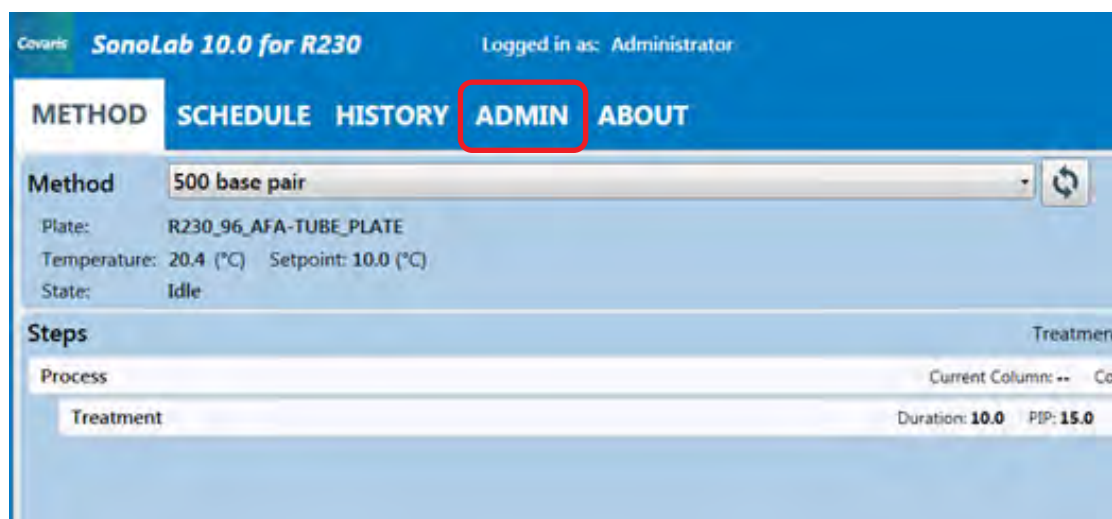 Covaris SonoLab 10.0 for R230 Logged in as: Administrator
METHOD SCHEDULE HISTORY ADMIN ABOUT
Method 500 base pair
Plate: R230_96_AFA-TUBE_PLATE
Temperature: 20.4 (°C) Setpoint: 10.0 (°C)
State: Idle
Steps Treatmen
Process Current Column: -- Co
Treatment Duration: 10.0 PIP: 15.0